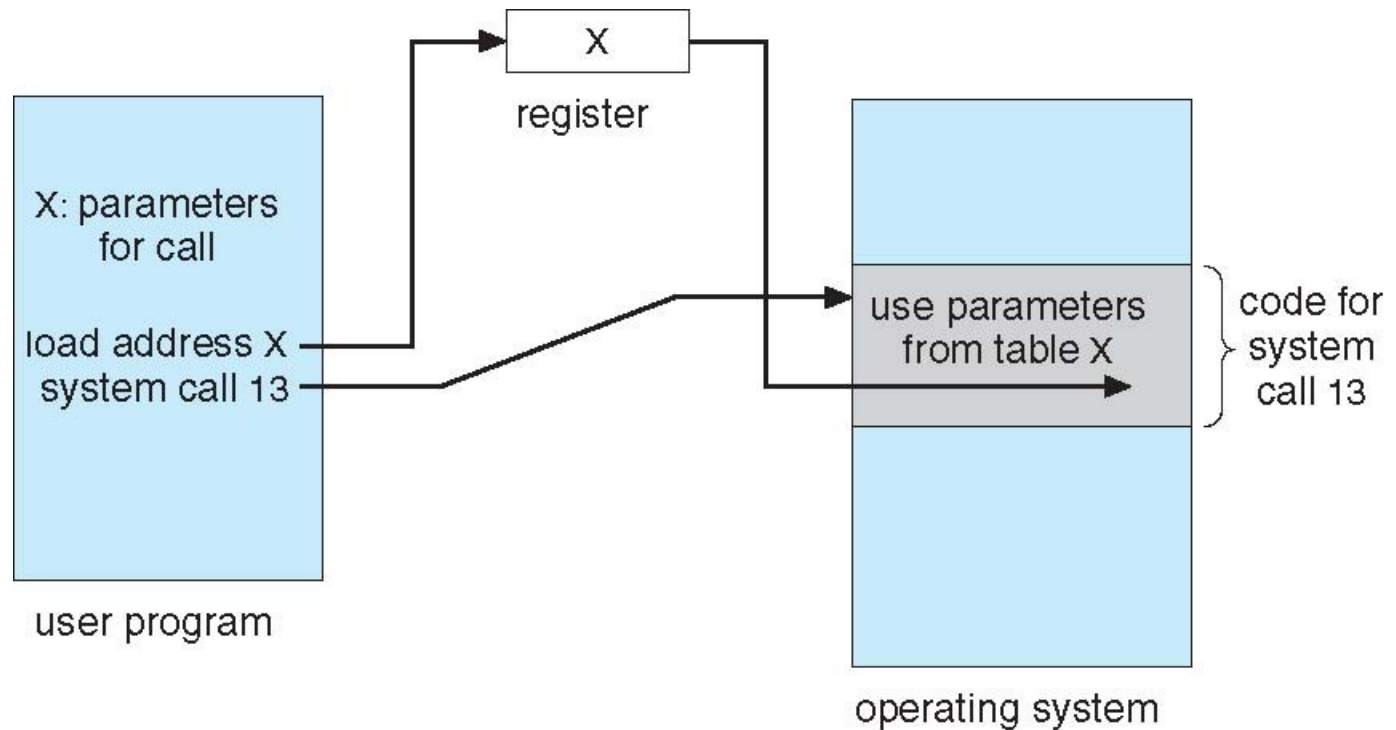 X
register
X: parameters
for call
load address X
system call 13
user program
use parameters
from table X
code for
system
call 13
operating system